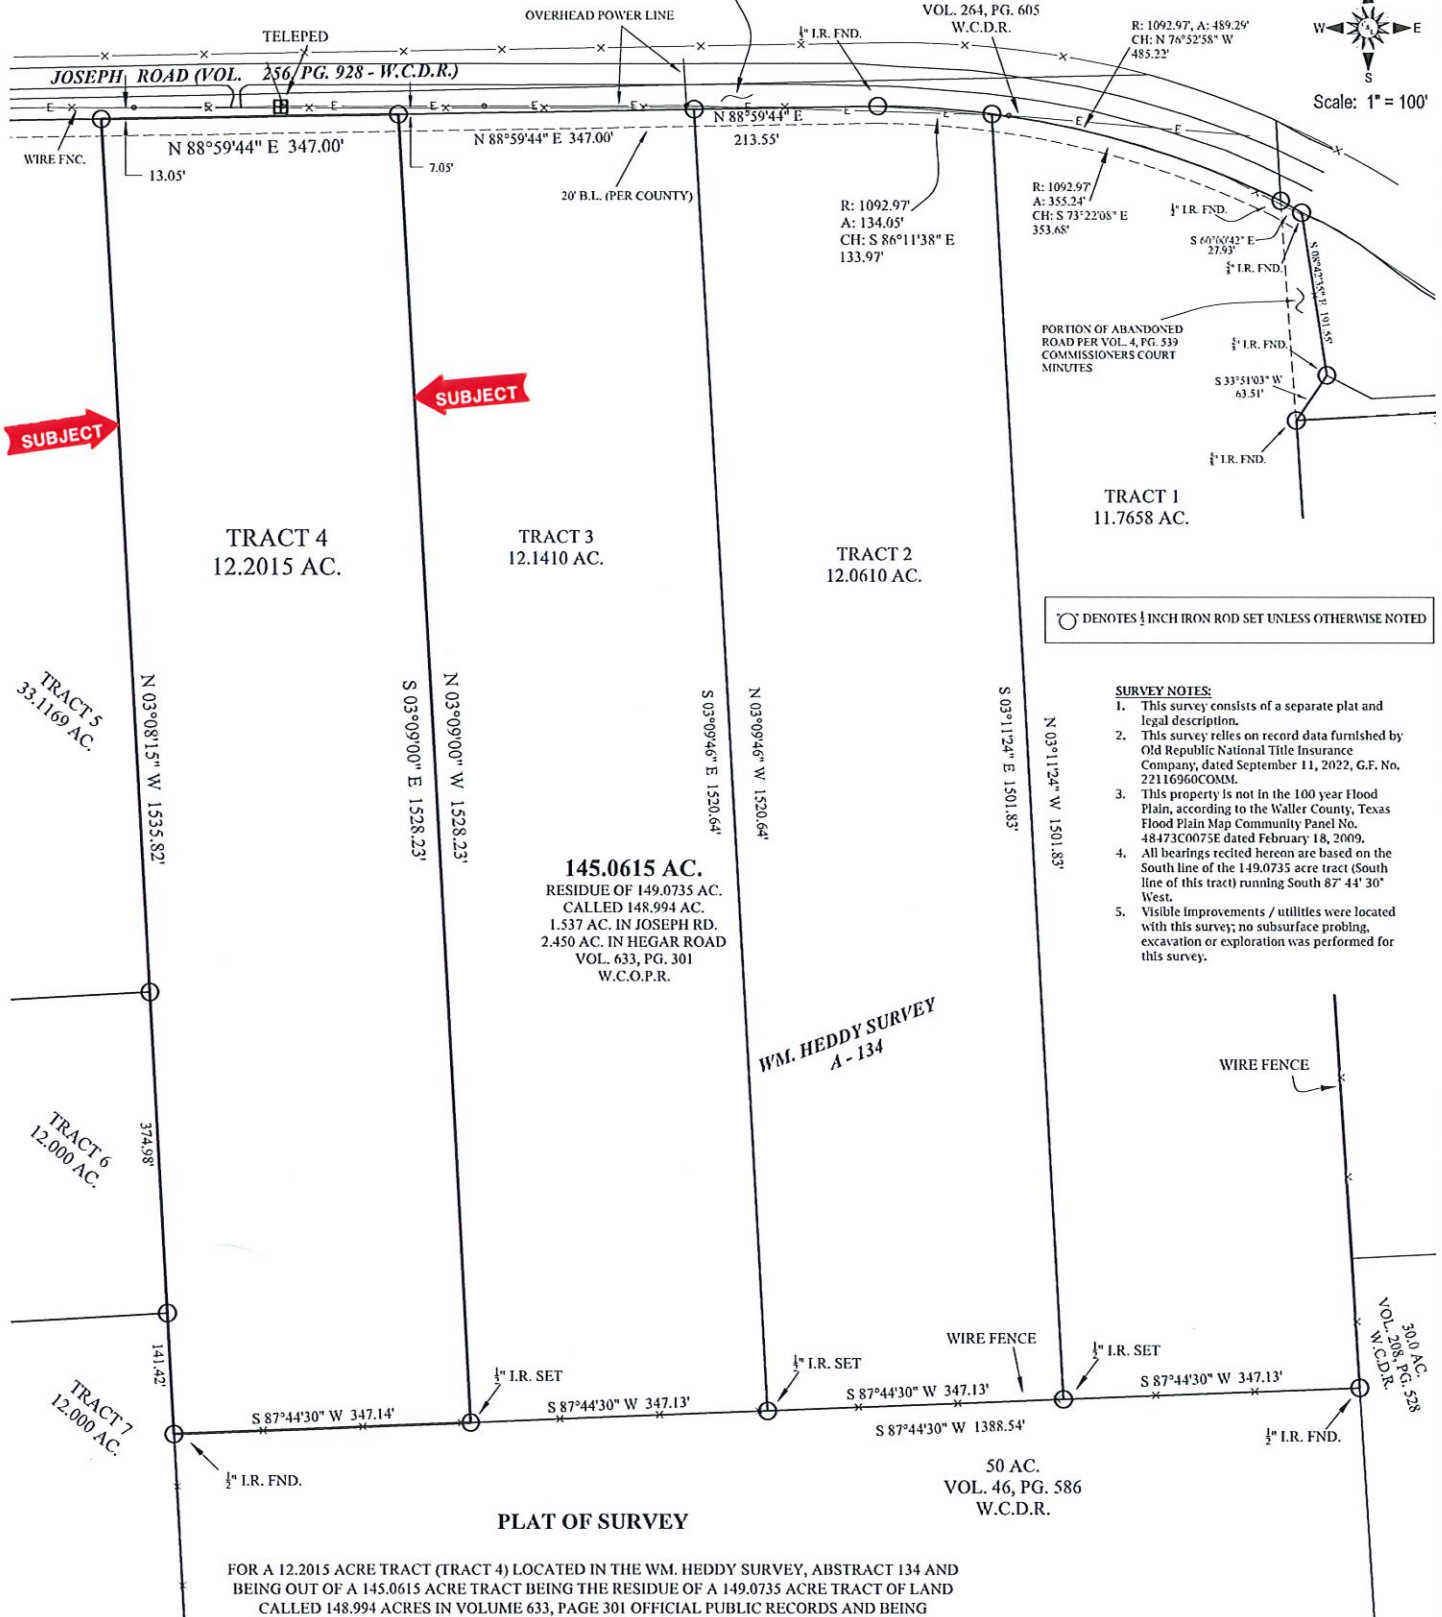 OVERHEAD POWER LINE
VOL. 264, PG. 605
W.C.D.R.
R: 1092.97', A: 489.29'
CH: N 76°52'58" W
485.22'
W E
S
Scale: 1" = 100'
TELEPED
½" I.R. FND.
JOSEPH ROAD (VOL. 256, PG. 928 - W.C.D.R.)
WIRE FNC.
N 88°59'44" E 347.00'
13.05'
7.05'
N 88°59'44" E 347.00'
N 88°59'44" E
213.55'
20' B.L. (PER COUNTY)
R: 1092.97'
A: 134.05'
CH: S 86°11'38" E
133.97'
R: 1092.97'
A: 355.24'
CH: S 73°22'08" E
353.68'
½" I.R. FND.
S 60°00'42" E
27.93'
I.R. FND.
S 08°42'35" E 191.55'
PORTION OF ABANDONED
ROAD PER VOL. 4, PG. 539
COMMISSIONERS COURT
MINUTES
I.R. FND.
S 33°51'03" W
63.51'
I.R. FND.
SUBJECT
SUBJECT
TRACT 4
12.2015 AC.
TRACT 3
12.1410 AC.
TRACT 2
12.0610 AC.
TRACT 1
11.7658 AC.
"O" DENOTES ½ INCH IRON ROD SET UNLESS OTHERWISE NOTED
TRACT 5
33.1169 AC.
N 03°08'15" W 1535.82'
S 03°09'00" E 1528.23'
N 03°09'00" W 1528.23'
S 03°09'46" E 1520.64'
N 03°09'46" W 1520.64'
S 03°11'24" E 1501.83'
N 03°11'24" W 1501.83'
SURVEY NOTES:
1. This survey consists of a separate plat and
legal description.
2. This survey relies on record data furnished by
Old Republic National Title Insurance
Company, dated September 11, 2022, G.F. No.
22116960COMM.
3. This property is not in the 100 year Flood
Plain, according to the Waller County, Texas
Flood Plain Map Community Panel No.
48473C0075E dated February 18, 2009.
4. All bearings recited hereon are based on the
South line of the 149.0735 acre tract (South
line of this tract) running South 87° 44' 30"
West.
5. Visible improvements / utilities were located
with this survey; no subsurface probing,
excavation or exploration was performed for
this survey.
145.0615 AC.
RESIDUE OF 149.0735 AC.
CALLED 148.994 AC.
1.537 AC. IN JOSEPH RD.
2.450 AC. IN HEGAR ROAD
VOL. 633, PG. 301
W.C.O.P.R.
WM. HEDDY SURVEY
A - 134
WIRE FENCE
TRACT 6
12.000 AC.
374.98'
141.42'
TRACT 7
12.000 AC.
½" I.R. SET
½" I.R. SET
WIRE FENCE
½" I.R. SET
30.0 AC.
VOL. 208, PG. 528
W.C.D.R.
S 87°44'30" W 347.14'
S 87°44'30" W 347.13'
S 87°44'30" W 347.13'
S 87°44'30" W 347.13'
S 87°44'30" W 1388.54'
½" I.R. FND.
½" I.R. FND.
50 AC.
VOL. 46, PG. 586
W.C.D.R.
PLAT OF SURVEY
FOR A 12.2015 ACRE TRACT (TRACT 4) LOCATED IN THE WM. HEDDY SURVEY, ABSTRACT 134 AND
BEING OUT OF A 145.0615 ACRE TRACT BEING THE RESIDUE OF A 149.0735 ACRE TRACT OF LAND
CALLED 148.994 ACRES IN VOLUME 633, PAGE 301 OFFICIAL PUBLIC RECORDS AND BEING